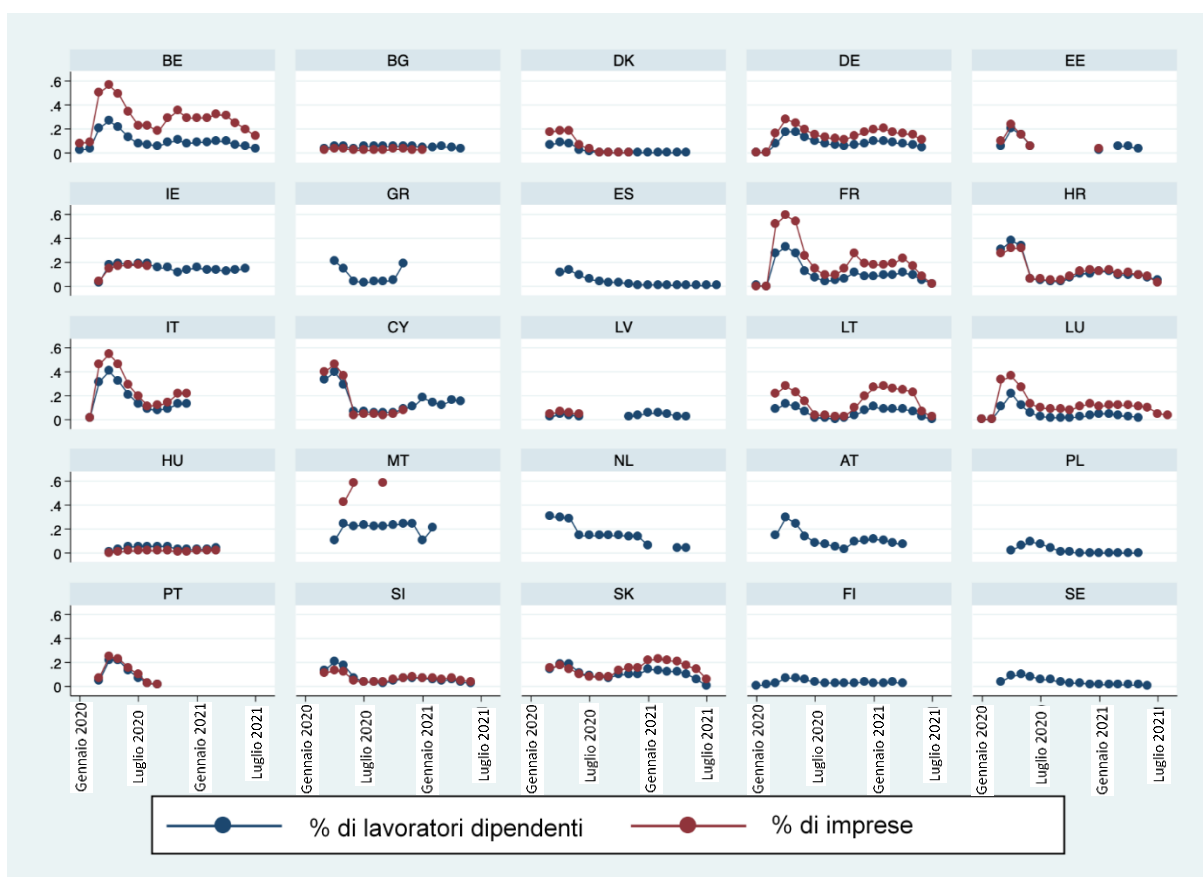 BE BG DK DE EE
.6
.4
.2
0
IE GR ES FR HR
.6
.4
.2
0
IT CY LV LT LU
.6
.4
.2
0
HU MT NL AT PL
.6
.4
.2
0
PT SI SK FI SE
.6
.4
.2
0
Gennaio 2020 Luglio 2020 Gennaio 2021 Luglio 2021 Gennaio 2020 Luglio 2020 Gennaio 2021 Luglio 2021 Gennaio 2020 Luglio 2020 Gennaio 2021 Luglio 2021 Gennaio 2020 Luglio 2020 Gennaio 2021 Luglio 2021 Gennaio 2020 Luglio 2020 Gennaio 2021 Luglio 2021
% di lavoratori dipendenti % di imprese